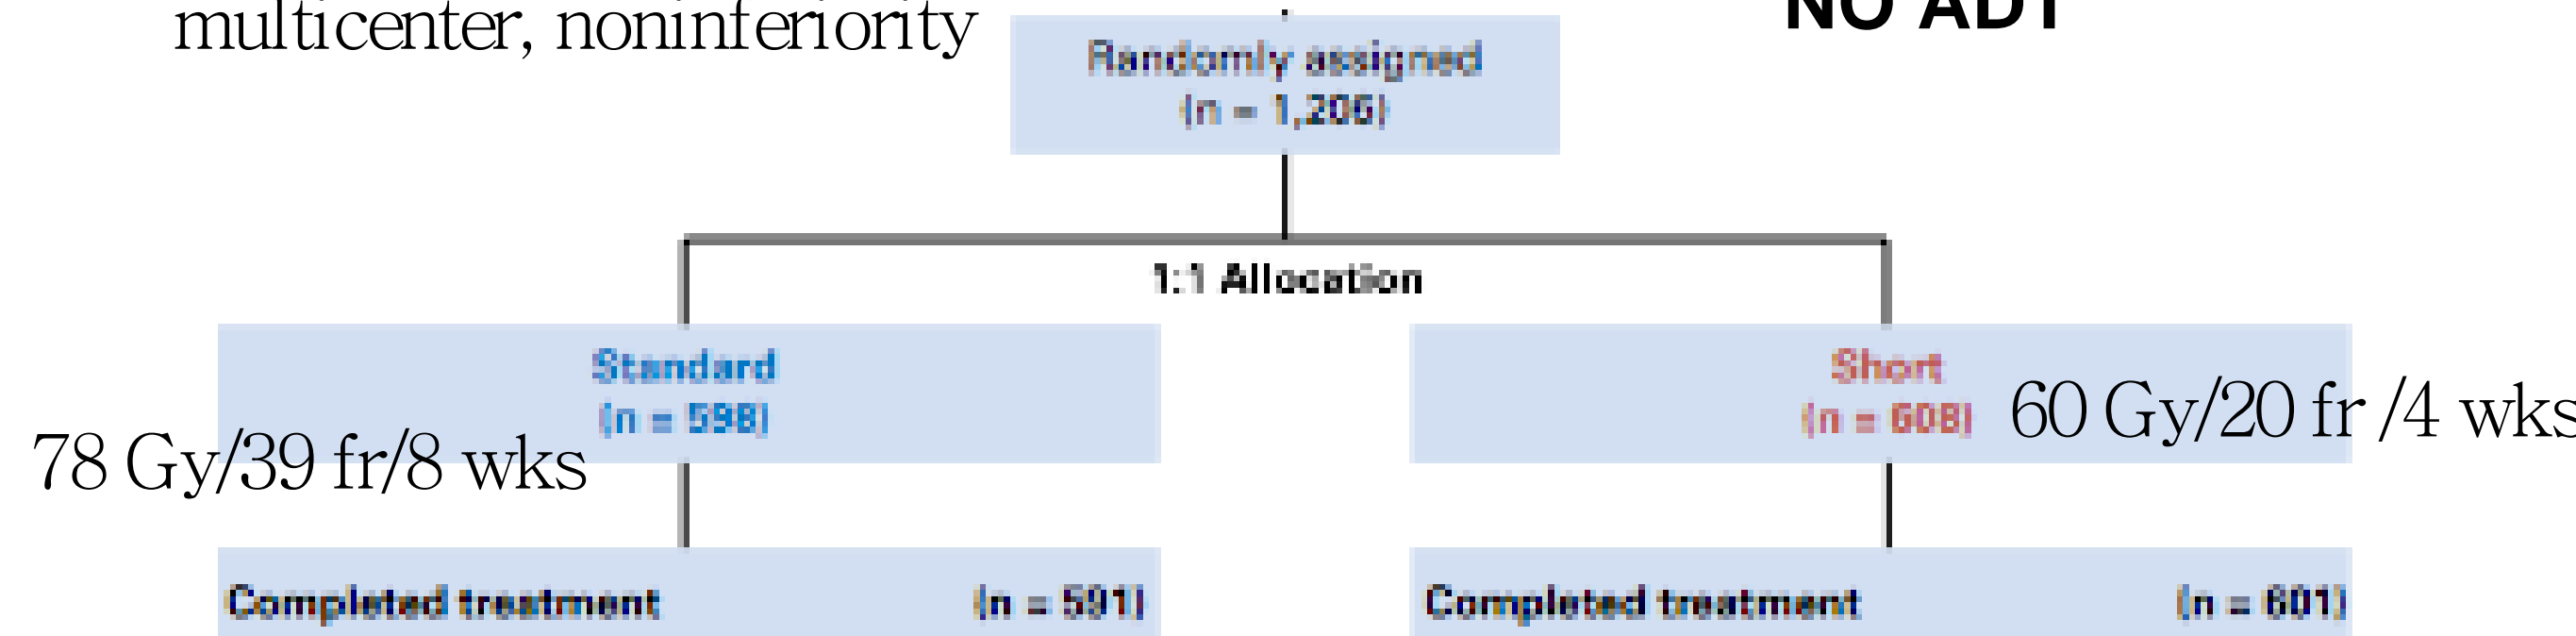 multicenter, noninferiority
NO ADT
Randomly assigned
(n = 1,206)
1:1 Allocation
Standard
(n = 598)
78 Gy/39 fr/8 wks
Short
(n = 608)
60 Gy/20 fr /4 wks
Completed treatment (n = 591)
Completed treatment (n = 601)